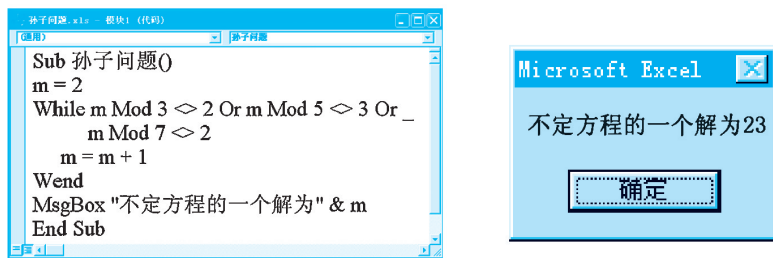 孙子问题.xls - 模块1 (代码)
(通用)
孙子问题
Sub 孙子问题()
m = 2
While m Mod 3 <> 2 Or m Mod 5 <> 3 Or _
m Mod 7 <> 2
m = m + 1
Wend
MsgBox "不定方程的一个解为" & m
End Sub
Microsoft Excel
不定方程的一个解为23
确定